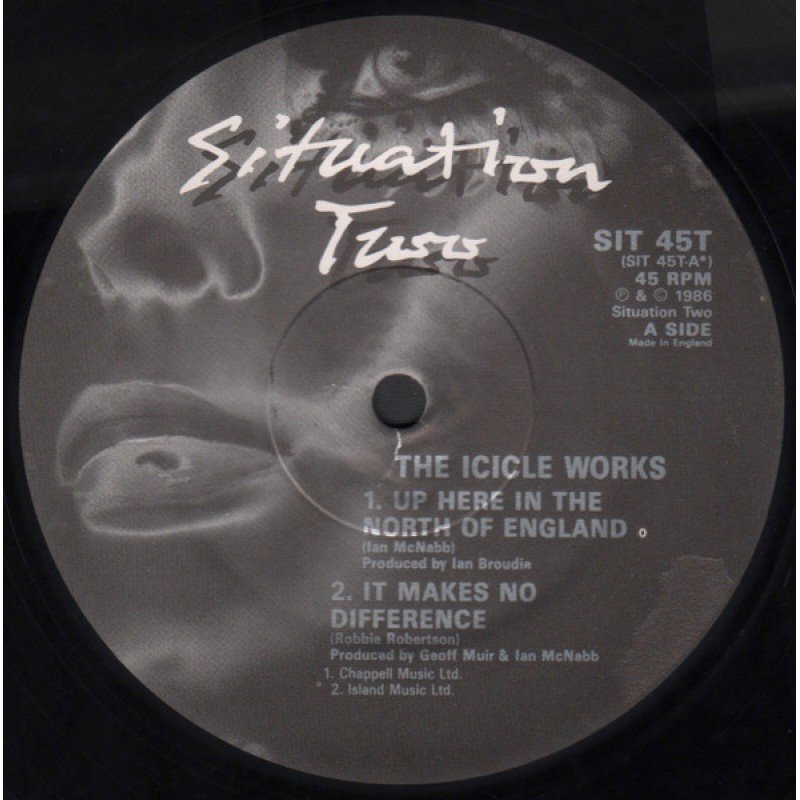 Situation
Two
SIT 45T
(SIT 45T-A*)
45 RPM
℗ & © 1986
Situation Two
A SIDE
Made In England
THE ICICLE WORKS
1. UP HERE IN THE
NORTH OF ENGLAND
(Ian McNabb)
Produced by Ian Broudie
2. IT MAKES NO
DIFFERENCE
(Robbie Robertson)
Produced by Geoff Muir & Ian McNabb
1. Chappell Music Ltd.
2. Island Music Ltd.